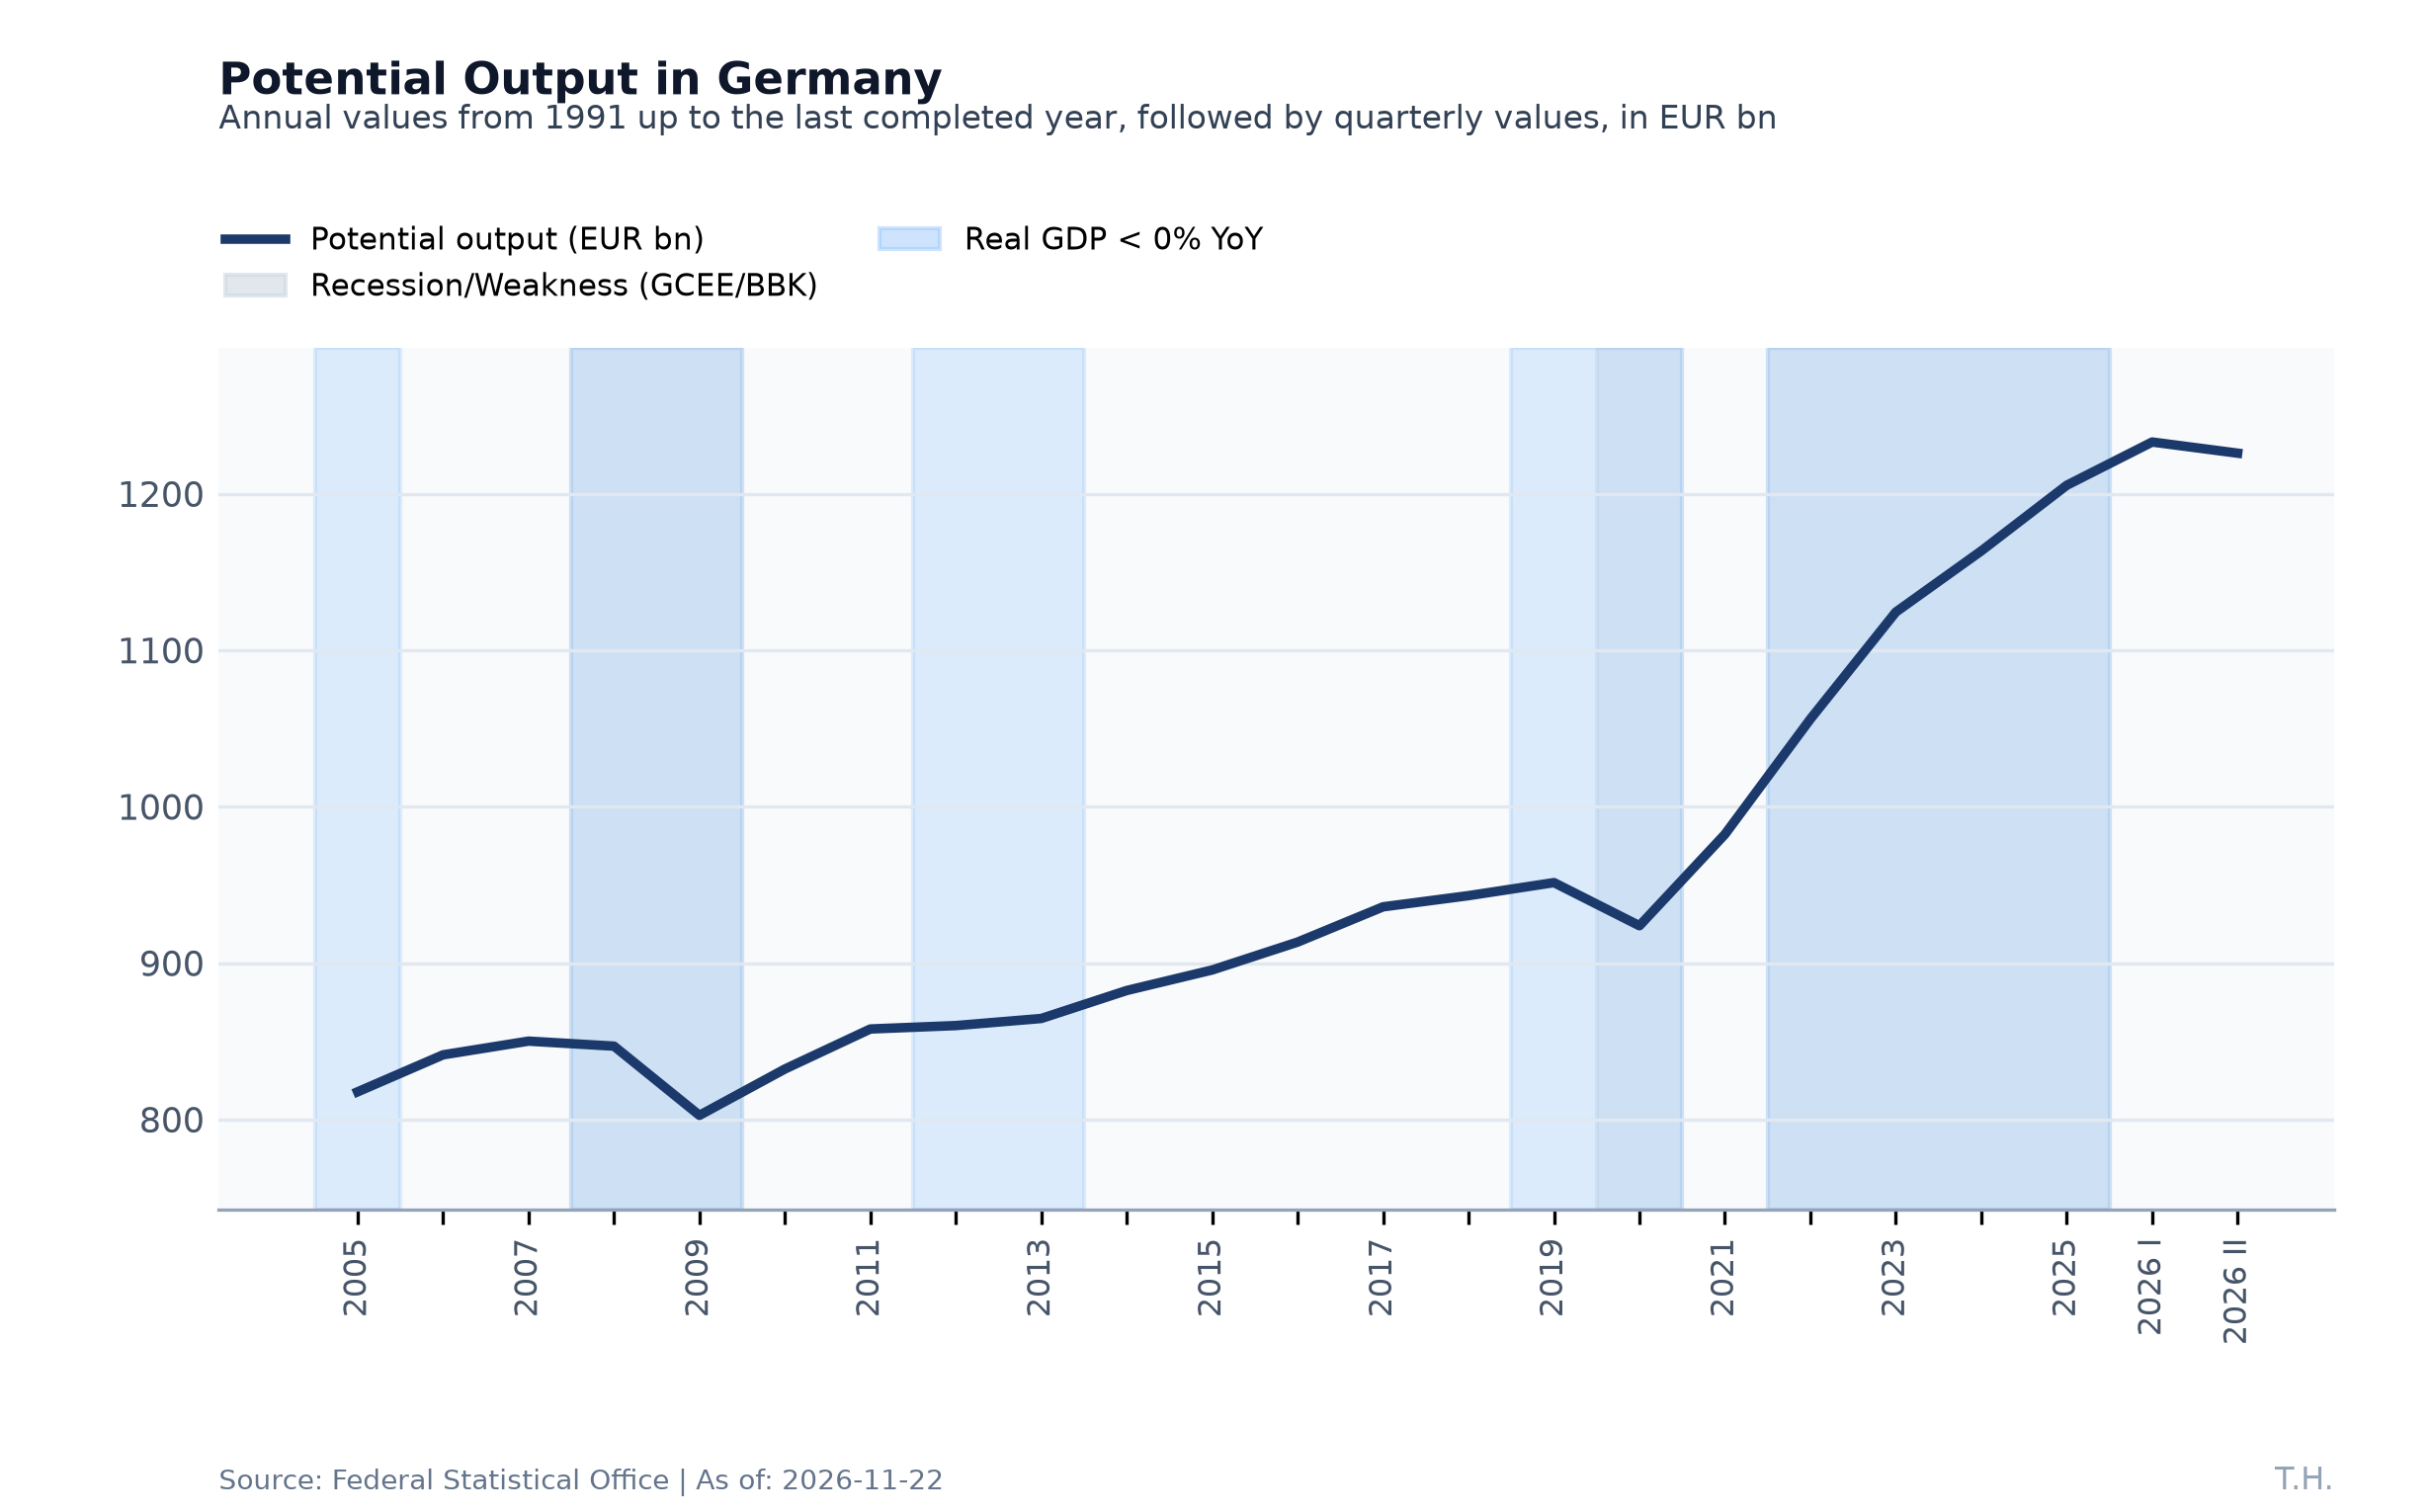 Potential Output in Germany
Annual values from 1991 up to the last completed year, followed by quarterly values, in EUR bn
Potential output (EUR bn)
Real GDP < 0% YoY
Recession/Weakness (GCEE/BBK)
1200
1100
1000
900
800
2005
2007
2009
2011
2013
2015
2017
2019
2021
2023
2025
2026 I
2026 II
Source: Federal Statistical Office | As of: 2026-11-22
T.H.